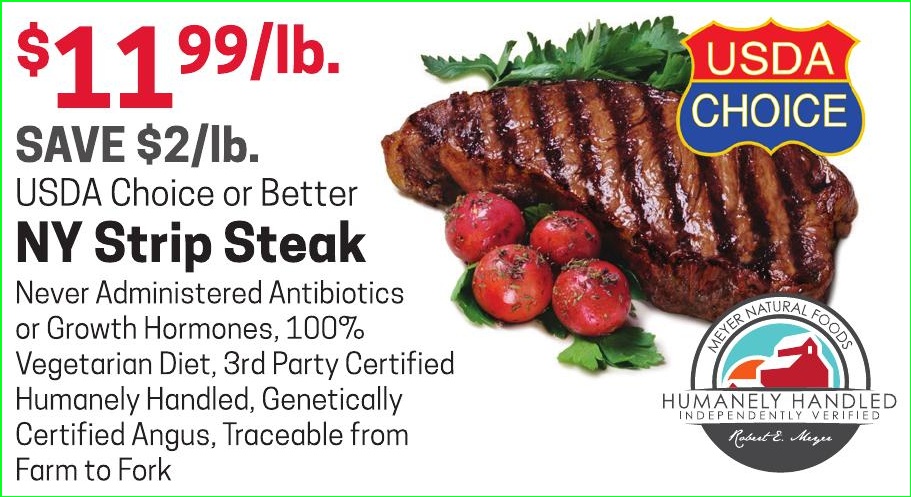 $11.99/lb.
SAVE $2/lb.
USDA Choice or Better
NY Strip Steak
Never Administered Antibiotics
or Growth Hormones, 100%
Vegetarian Diet, 3rd Party Certified
Humanely Handled, Genetically
Certified Angus, Traceable from
Farm to Fork
USDA
CHOICE
MEYER NATURAL FOODS
HUMANELY HANDLED
INDEPENDENTLY VERIFIED
Robert E. Meyer